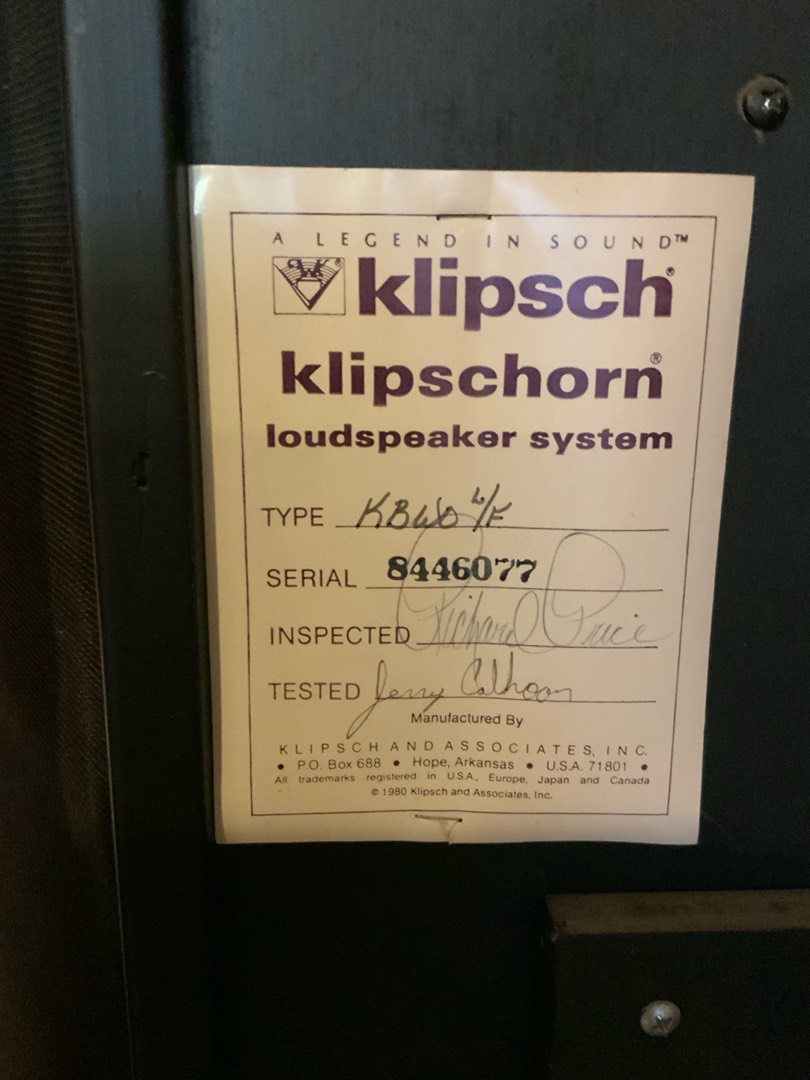 A LEGEND IN SOUND™
klipsch®
klipschorn®
loudspeaker system
TYPE KBWO L/F
SERIAL 8446077
INSPECTED Richard Price
TESTED Jerry Calhoon
Manufactured By
KLIPSCH AND ASSOCIATES, INC.
• P.O. Box 688 • Hope, Arkansas • U.S.A. 71801 •
All trademarks registered in U.S.A., Europe, Japan and Canada
© 1980 Klipsch and Associates, Inc.